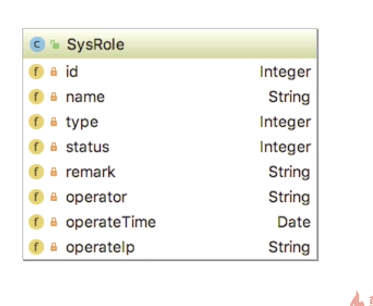 C SysRole
f id Integer
f name String
f type Integer
f status Integer
f remark String
f operator String
f operateTime Date
f operateIp String